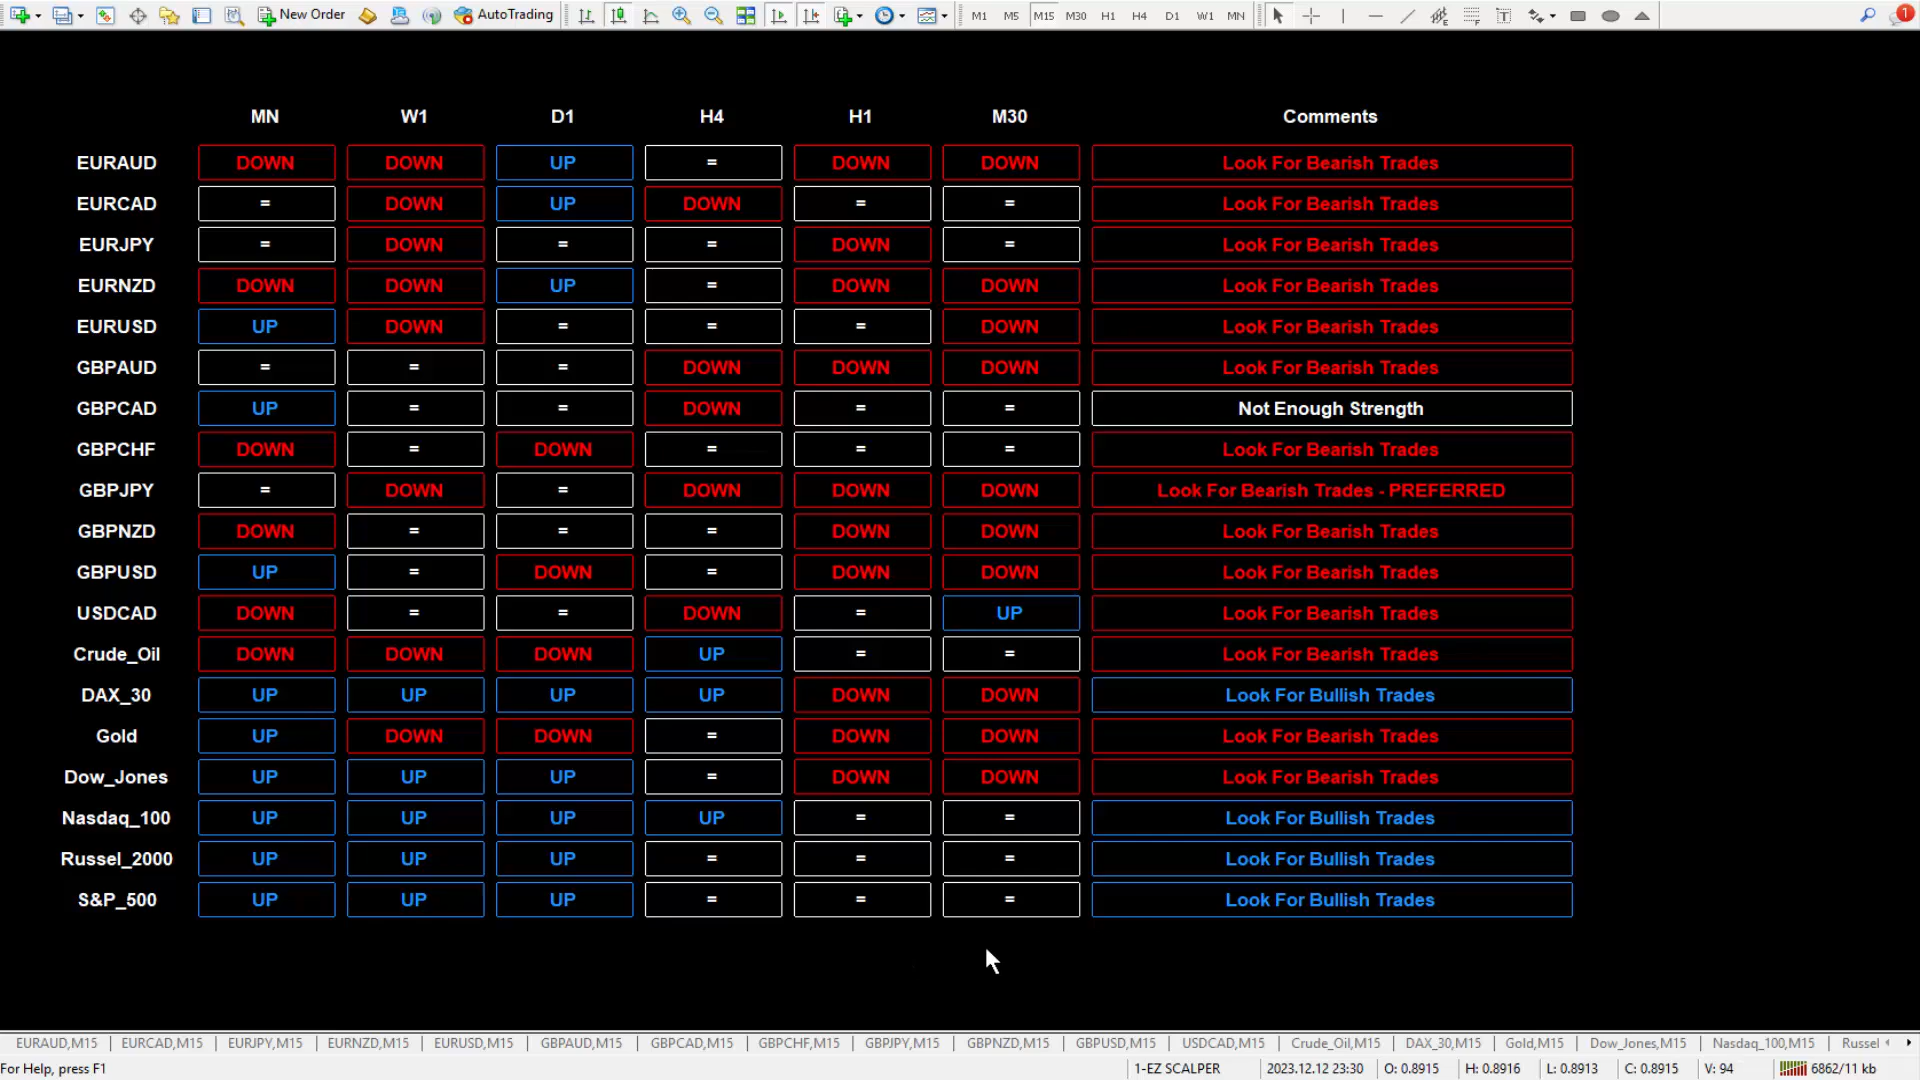 New Order AutoTrading M1 M5 M15 M30 H1 H4 D1 W1 MN 1
MN W1 D1 H4 H1 M30 Comments
EURAUD DOWN DOWN UP = DOWN DOWN Look For Bearish Trades
EURCAD = DOWN UP DOWN = = Look For Bearish Trades
EURJPY = DOWN = = DOWN = Look For Bearish Trades
EURNZD DOWN DOWN UP = DOWN DOWN Look For Bearish Trades
EURUSD UP DOWN = = = DOWN Look For Bearish Trades
GBPAUD = = = DOWN DOWN DOWN Look For Bearish Trades
GBPCAD UP = = DOWN = = Not Enough Strength
GBPCHF DOWN = DOWN = = = Look For Bearish Trades
GBPJPY = DOWN = DOWN DOWN DOWN Look For Bearish Trades - PREFERRED
GBPNZD DOWN = = = DOWN DOWN Look For Bearish Trades
GBPUSD UP = DOWN = DOWN DOWN Look For Bearish Trades
USDCAD DOWN = = DOWN = UP Look For Bearish Trades
Crude_Oil DOWN DOWN DOWN UP = = Look For Bearish Trades
DAX_30 UP UP UP UP DOWN DOWN Look For Bullish Trades
Gold UP DOWN DOWN = DOWN DOWN Look For Bearish Trades
Dow_Jones UP UP UP = DOWN DOWN Look For Bearish Trades
Nasdaq_100 UP UP UP UP = = Look For Bullish Trades
Russel_2000 UP UP UP = = = Look For Bullish Trades
S&P_500 UP UP UP = = = Look For Bullish Trades
EURAUD,M15 EURCAD,M15 EURJPY,M15 EURNZD,M15 EURUSD,M15 GBPAUD,M15 GBPCAD,M15 GBPCHF,M15 GBPJPY,M15 GBPNZD,M15 GBPUSD,M15 USDCAD,M15 Crude_Oil,M15 DAX_30,M15 Gold,M15 Dow_Jones,M15 Nasdaq_100,M15 Russel
For Help, press F1 1-EZ SCALPER 2023.12.12 23:30 O: 0.8915 H: 0.8916 L: 0.8913 C: 0.8915 V: 94 6862/11 kb